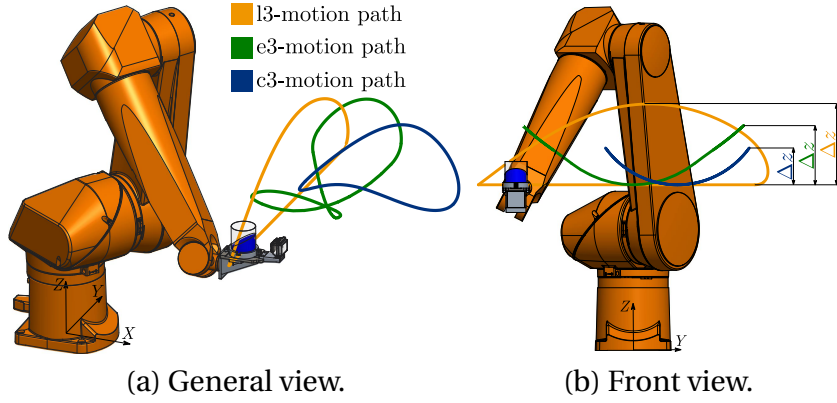 l3-motion path
e3-motion path
c3-motion path
Z
Y
X
Δz
Δz
Δz
Z
Y
(a) General view.
(b) Front view.